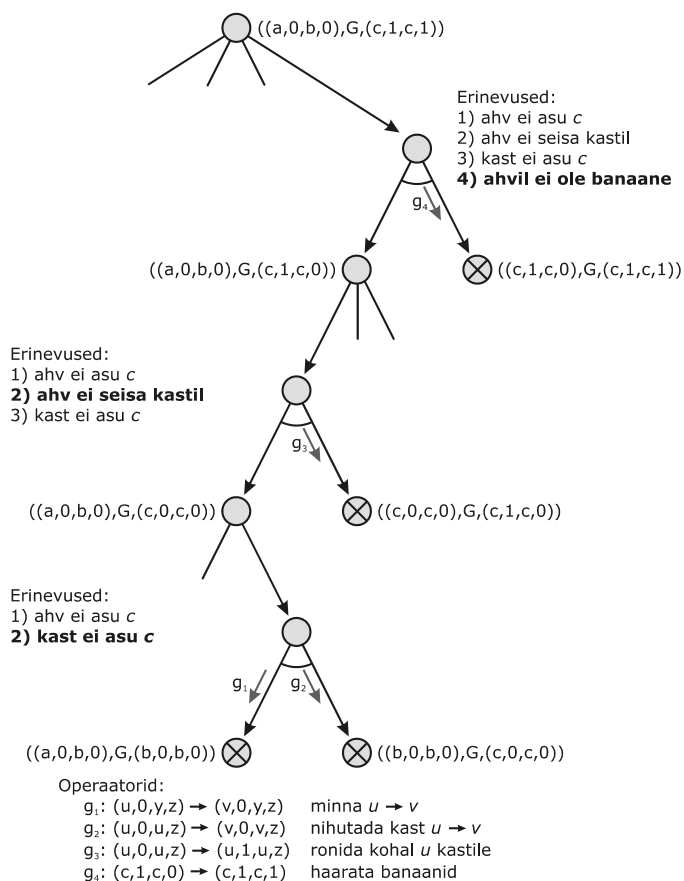 ((a,0,b,0),G,(c,1,c,1))
Erinevused:
1) ahv ei asu c
2) ahv ei seisa kastil
3) kast ei asu c
4) ahvil ei ole banaane
g₄
((a,0,b,0),G,(c,1,c,0))
((c,1,c,0),G,(c,1,c,1))
Erinevused:
1) ahv ei asu c
2) ahv ei seisa kastil
3) kast ei asu c
g₃
((a,0,b,0),G,(c,0,c,0))
((c,0,c,0),G,(c,1,c,0))
Erinevused:
1) ahv ei asu c
2) kast ei asu c
g₁
g₂
((a,0,b,0),G,(b,0,b,0))
((b,0,b,0),G,(c,0,c,0))
Operaatorid:
g₁: (u,0,y,z) → (v,0,y,z) minna u → v
g₂: (u,0,u,z) → (v,0,v,z) nihutada kast u → v
g₃: (u,0,u,z) → (u,1,u,z) ronida kohal u kastile
g₄: (c,1,c,0) → (c,1,c,1) haarata banaanid